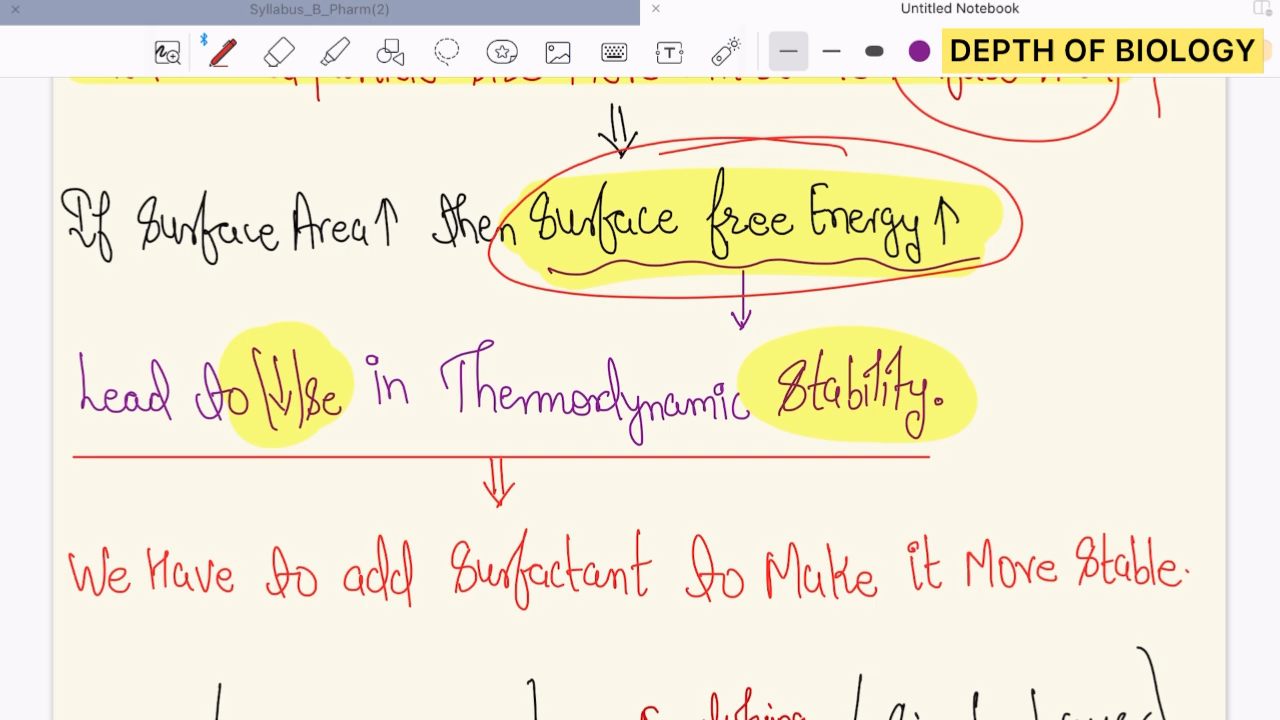 Syllabus_B_Pharm(2)
Untitled Notebook
DEPTH OF BIOLOGY
If Surface Area ↑ then Surface free Energy ↑
Lead to (↓)se in Thermodynamic Stability.
We Have to add Surfactant to Make it More Stable.